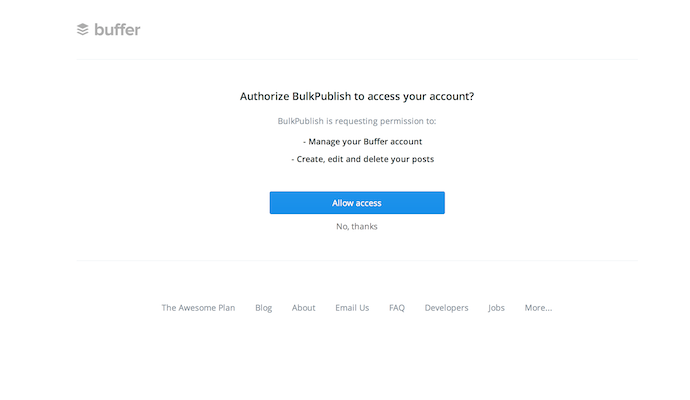 buffer
Authorize BulkPublish to access your account?
BulkPublish is requesting permission to:
- Manage your Buffer account
- Create, edit and delete your posts
Allow access
No, thanks
The Awesome Plan Blog About Email Us FAQ Developers Jobs More...